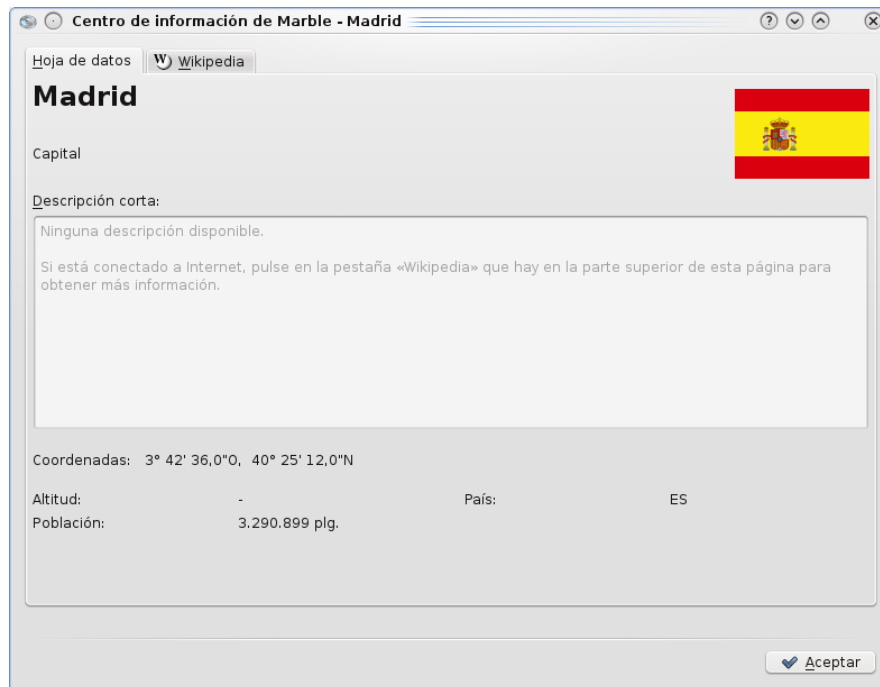 Centro de información de Marble - Madrid
Hoja de datos
Wikipedia
Madrid
Capital
Descripción corta:
Ninguna descripción disponible.
Si está conectado a Internet, pulse en la pestaña «Wikipedia» que hay en la parte superior de esta página para
obtener más información.
Coordenadas: 3° 42' 36,0"O, 40° 25' 12,0"N
Altitud: - País: ES
Población: 3.290.899 plg.
Aceptar